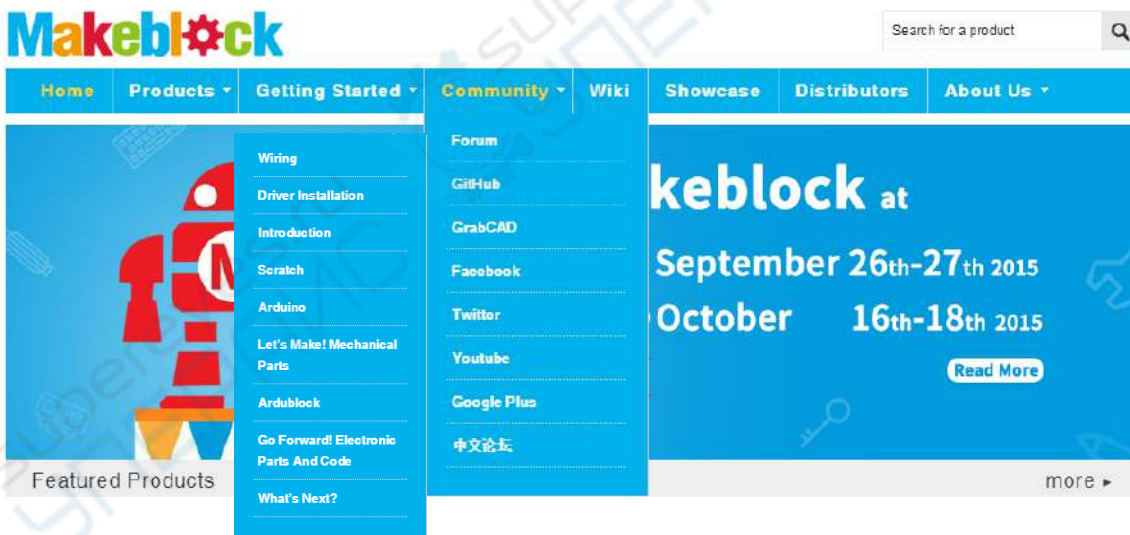 Makeblock
Search for a product
Home Products Getting Started Community Wiki Showcase Distributors About Us
Wiring
Driver Installation
Introduction
Scratch
Arduino
Let's Make! Mechanical
Parts
Ardublock
Go Forward! Electronic
Parts And Code
What's Next?
Forum
GitHub
GrabCAD
Facebook
Twitter
Youtube
Google Plus
中文论坛
M
keblock at
September 26th-27th 2015
October 16th-18th 2015
Read More
Featured Products
more